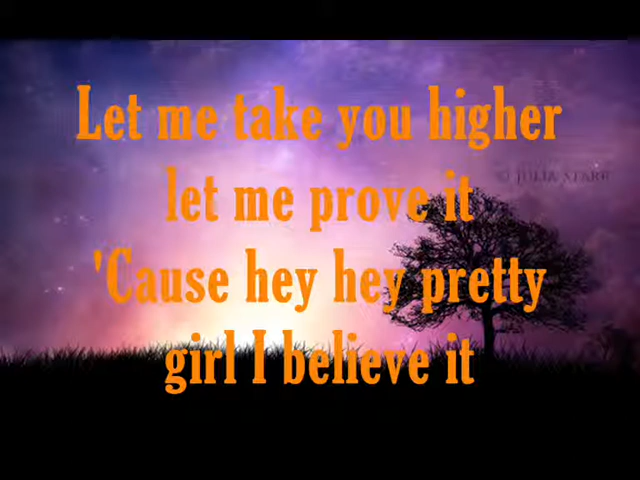 Let me take you higher
© JULIA STARR
let me prove it
'Cause hey hey pretty
girl I believe it